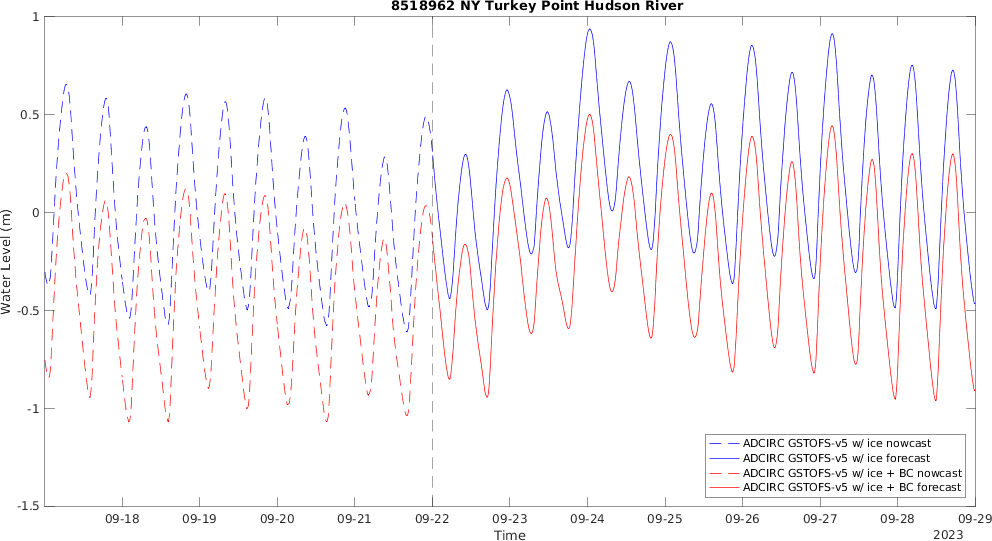 8518962 NY Turkey Point Hudson River
1
0.5
0
-0.5
-1
-1.5
Water Level (m)
ADCIRC GSTOFS-v5 w/ ice nowcast
ADCIRC GSTOFS-v5 w/ ice forecast
ADCIRC GSTOFS-v5 w/ ice + BC nowcast
ADCIRC GSTOFS-v5 w/ ice + BC forecast
09-18 09-19 09-20 09-21 09-22 09-23 09-24 09-25 09-26 09-27 09-28 09-29
Time
2023